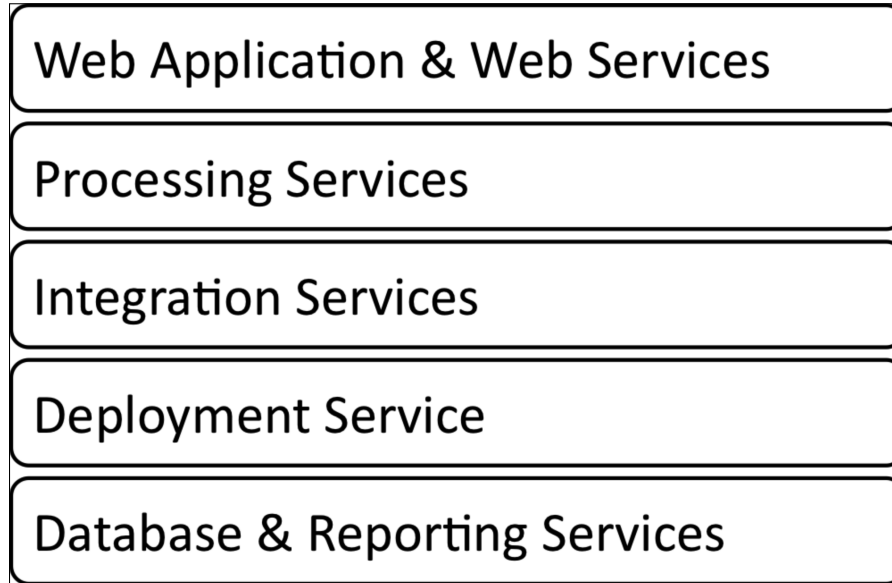 Web Application & Web Services
Processing Services
Integration Services
Deployment Service
Database & Reporting Services